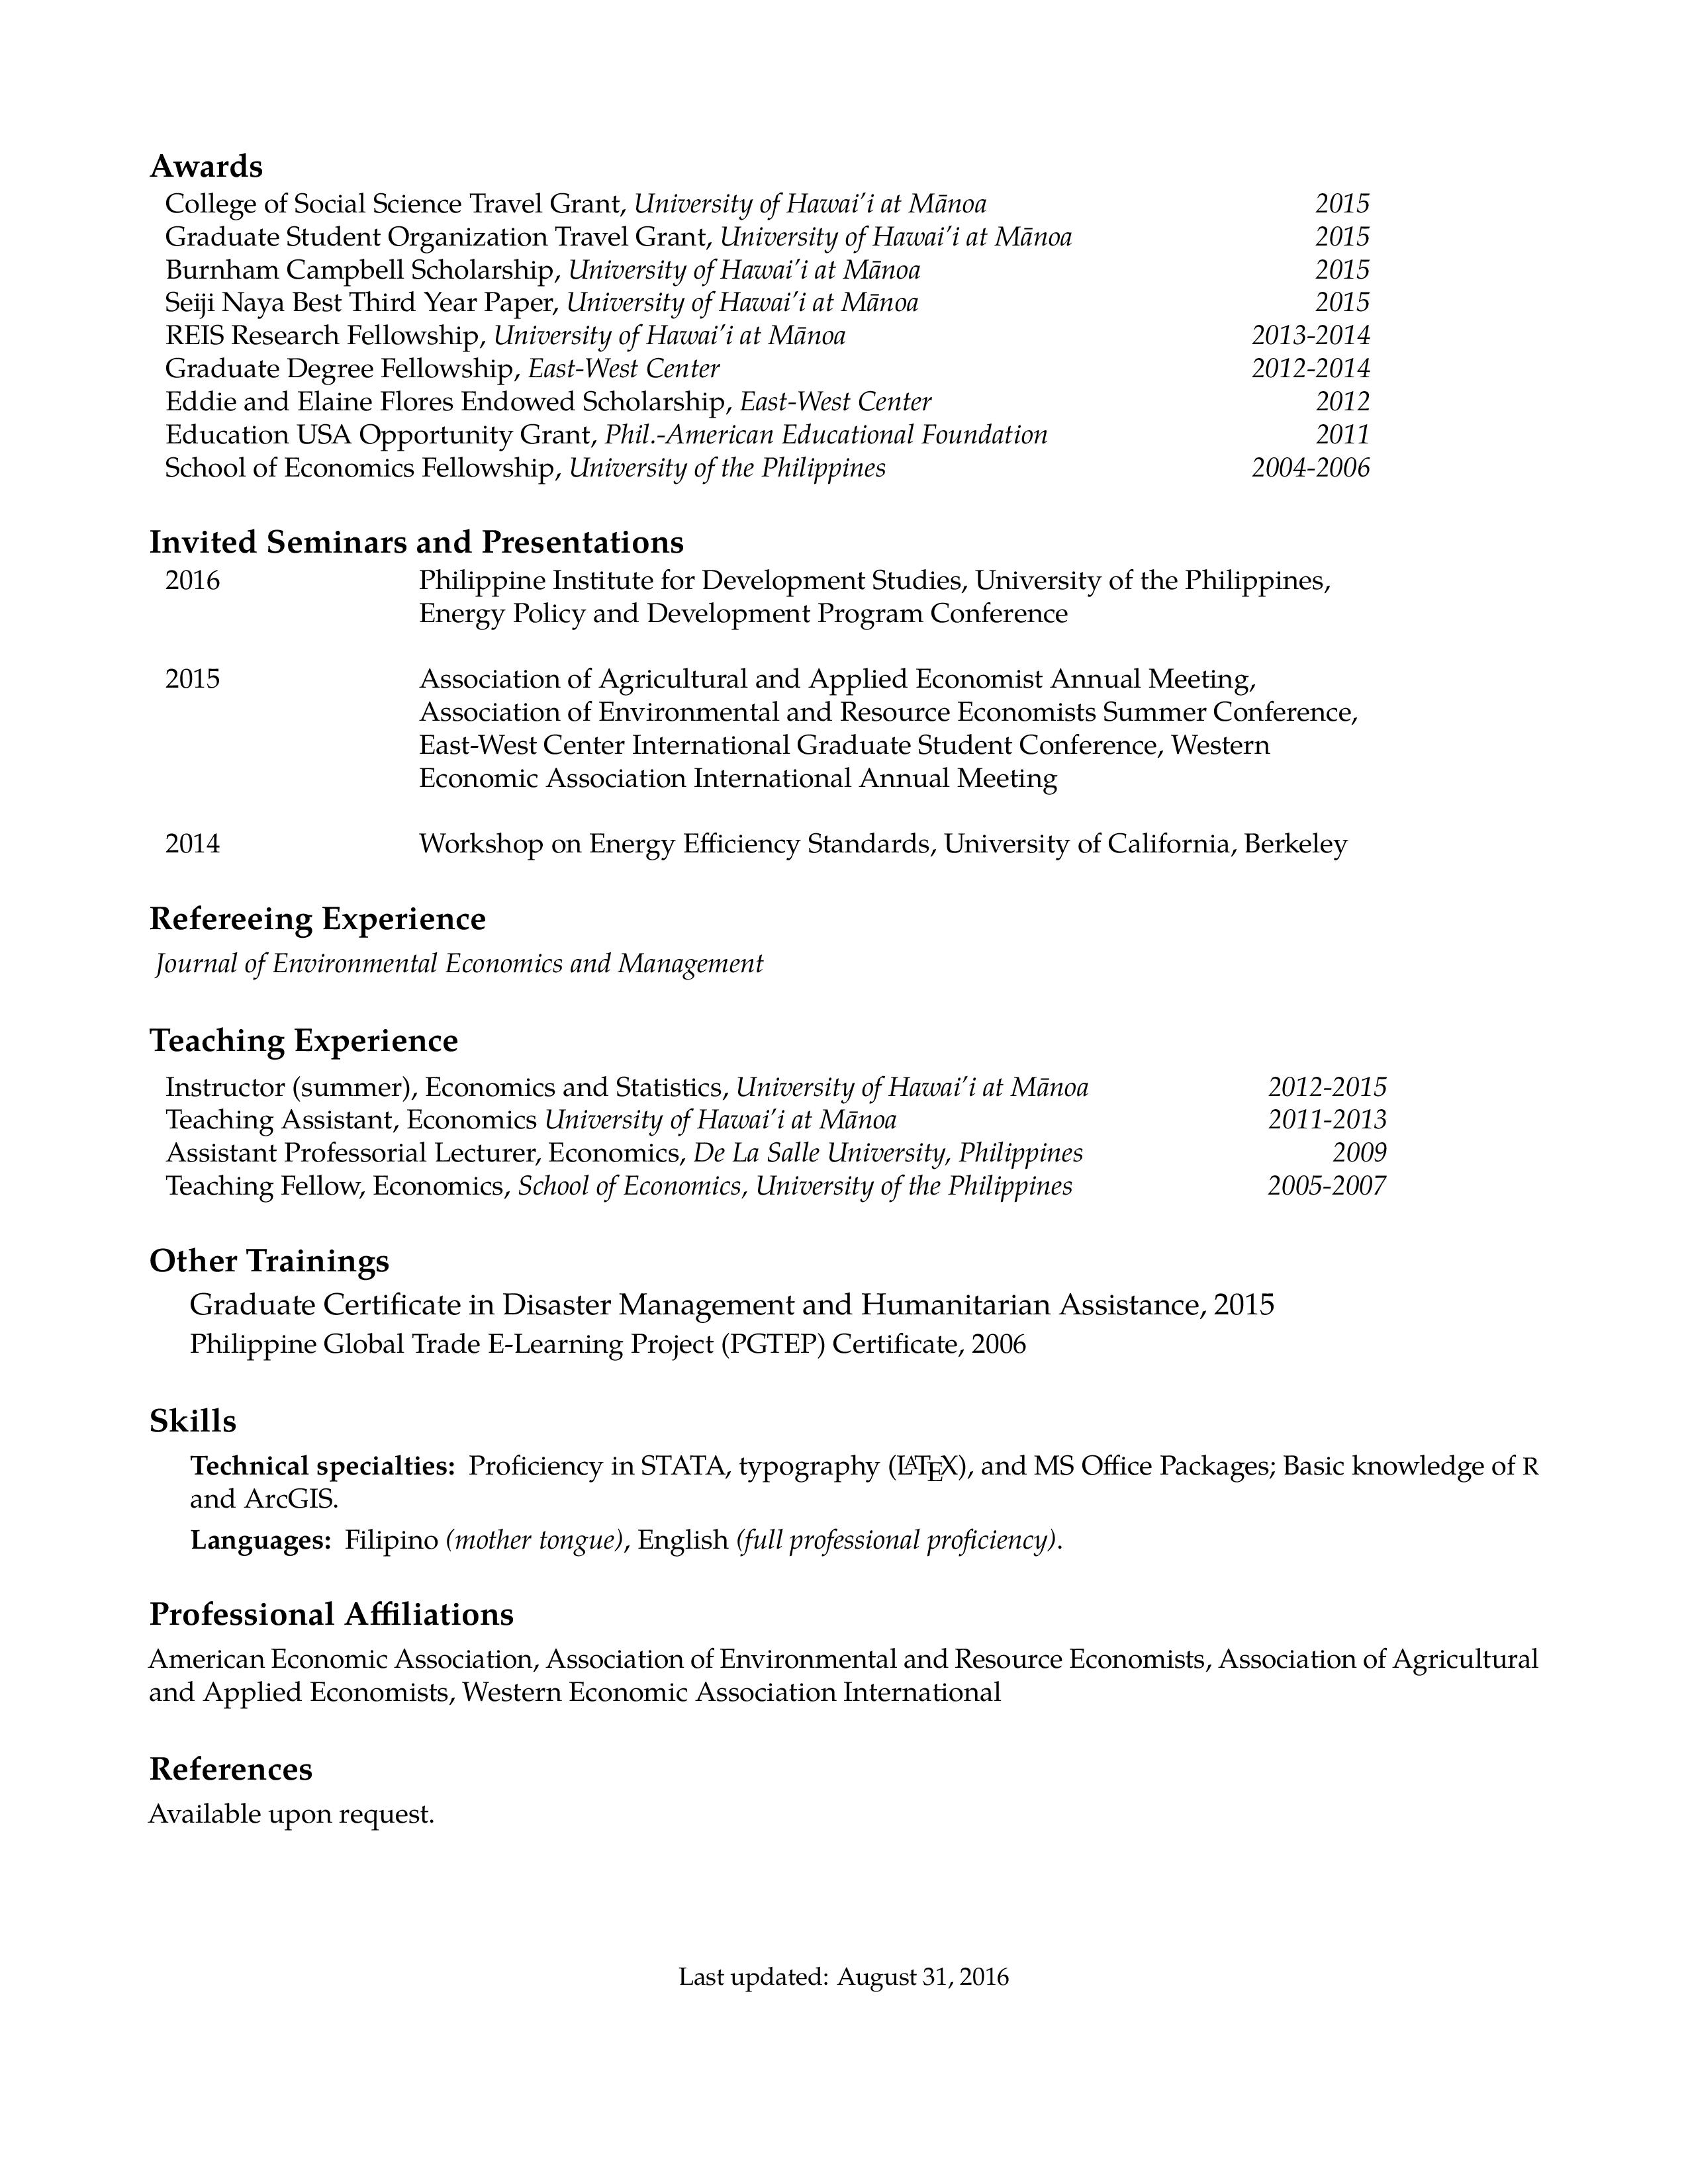 Awards
College of Social Science Travel Grant, University of Hawai'i at Mānoa 2015
Graduate Student Organization Travel Grant, University of Hawai'i at Mānoa 2015
Burnham Campbell Scholarship, University of Hawai'i at Mānoa 2015
Seiji Naya Best Third Year Paper, University of Hawai'i at Mānoa 2015
REIS Research Fellowship, University of Hawai'i at Mānoa 2013-2014
Graduate Degree Fellowship, East-West Center 2012-2014
Eddie and Elaine Flores Endowed Scholarship, East-West Center 2012
Education USA Opportunity Grant, Phil.-American Educational Foundation 2011
School of Economics Fellowship, University of the Philippines 2004-2006
Invited Seminars and Presentations
2016 Philippine Institute for Development Studies, University of the Philippines,
Energy Policy and Development Program Conference
2015 Association of Agricultural and Applied Economist Annual Meeting,
Association of Environmental and Resource Economists Summer Conference,
East-West Center International Graduate Student Conference, Western
Economic Association International Annual Meeting
2014 Workshop on Energy Efficiency Standards, University of California, Berkeley
Refereeing Experience
Journal of Environmental Economics and Management
Teaching Experience
Instructor (summer), Economics and Statistics, University of Hawai'i at Mānoa 2012-2015
Teaching Assistant, Economics University of Hawai'i at Mānoa 2011-2013
Assistant Professorial Lecturer, Economics, De La Salle University, Philippines 2009
Teaching Fellow, Economics, School of Economics, University of the Philippines 2005-2007
Other Trainings
Graduate Certificate in Disaster Management and Humanitarian Assistance, 2015
Philippine Global Trade E-Learning Project (PGTEP) Certificate, 2006
Skills
Technical specialties: Proficiency in STATA, typography (LATEX), and MS Office Packages; Basic knowledge of R
and ArcGIS.
Languages: Filipino (mother tongue), English (full professional proficiency).
Professional Affiliations
American Economic Association, Association of Environmental and Resource Economists, Association of Agricultural
and Applied Economists, Western Economic Association International
References
Available upon request.
Last updated: August 31, 2016